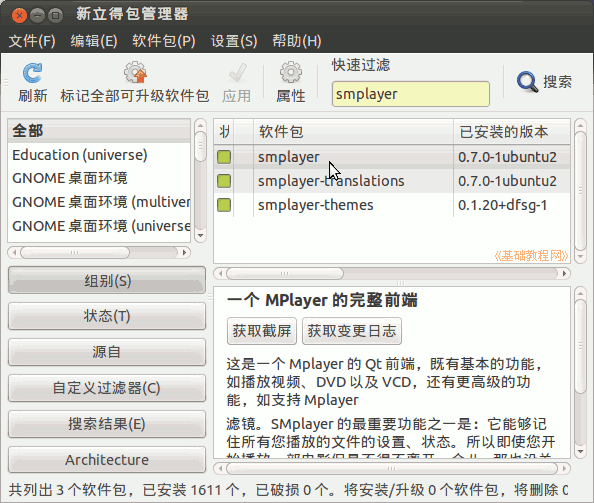 新立得包管理器
文件(F) 编辑(E) 软件包(P) 设置(S) 帮助(H)
刷新 标记全部可升级软件包 应用 属性 快速过滤 搜索
smplayer
全部
Education (universe)
GNOME 桌面环境
GNOME 桌面环境 (multiver
GNOME 桌面环境 (universe
组别(S)
状态(T)
源自
自定义过滤器(C)
搜索结果(E)
Architecture
软件包 已安装的版本
smplayer 0.7.0-1ubuntu2
smplayer-translations 0.7.0-1ubuntu2
smplayer-themes 0.1.20+dfsg-1
《基础教程网》
一个 MPlayer 的完整前端
获取截屏 获取变更日志
这是一个 Mplayer 的 Qt 前端，既有基本的功能，
如播放视频、DVD 以及 VCD，还有更高级的功
能，如支持 Mplayer
滤镜。SMplayer 的最重要功能之一是：它能够记
住所有您播放的文件的设置、状态。所以即使您开
共列出 3 个软件包，已安装 1611 个，已破损 0 个。将安装/升级 0 个软件包，将删除